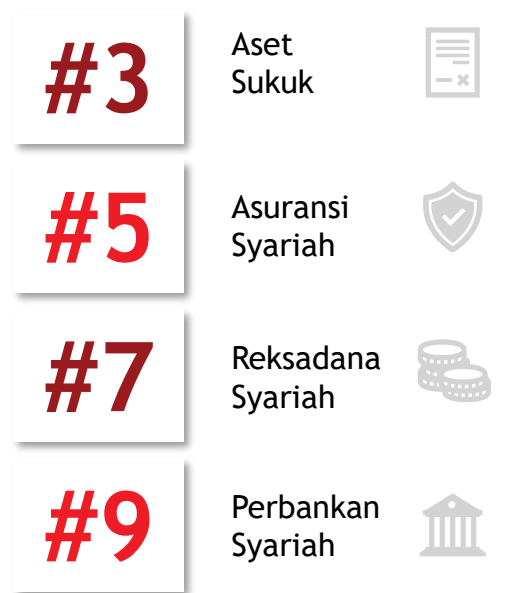 #3
Aset
Sukuk
#5
Asuransi
Syariah
#7
Reksadana
Syariah
#9
Perbankan
Syariah